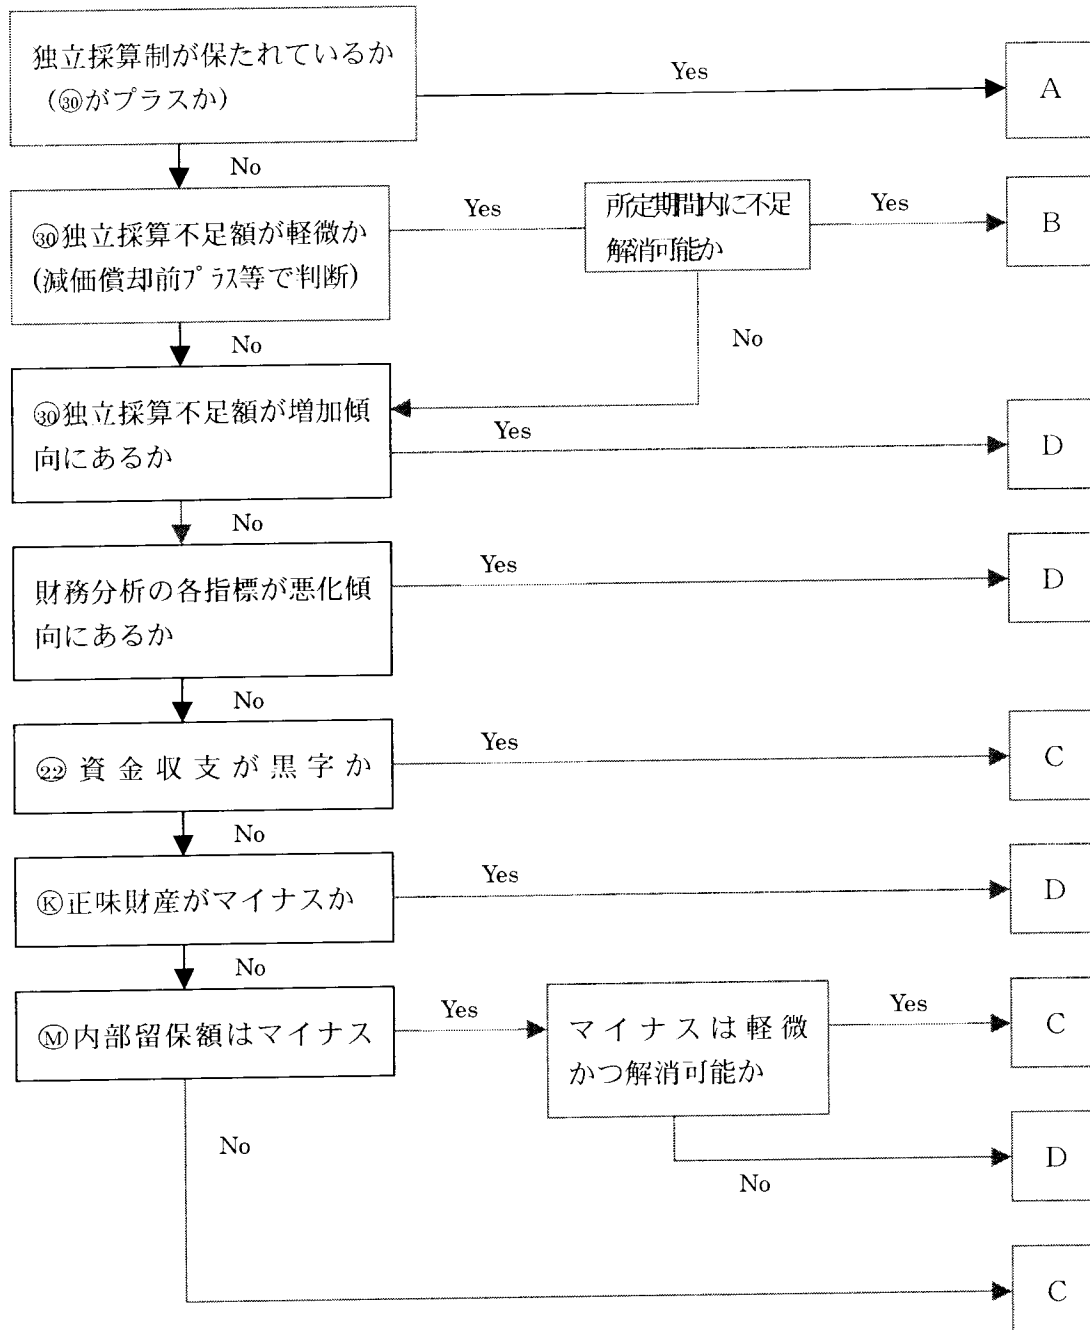 独立採算制が保たれているか
（㉚がプラスか）
Yes
A
No
㉚独立採算不足額が軽微か
(減価償却前プラス等で判断)
Yes
所定期間内に不足
解消可能か
Yes
B
No
No
㉚独立採算不足額が増加傾
向にあるか
Yes
D
No
財務分析の各指標が悪化傾
向にあるか
Yes
D
No
㉒資金収支が黒字か
Yes
C
No
Ⓚ正味財産がマイナスか
Yes
D
No
Ⓜ内部留保額はマイナス
Yes
マイナスは軽微
かつ解消可能か
Yes
C
No
D
No
C